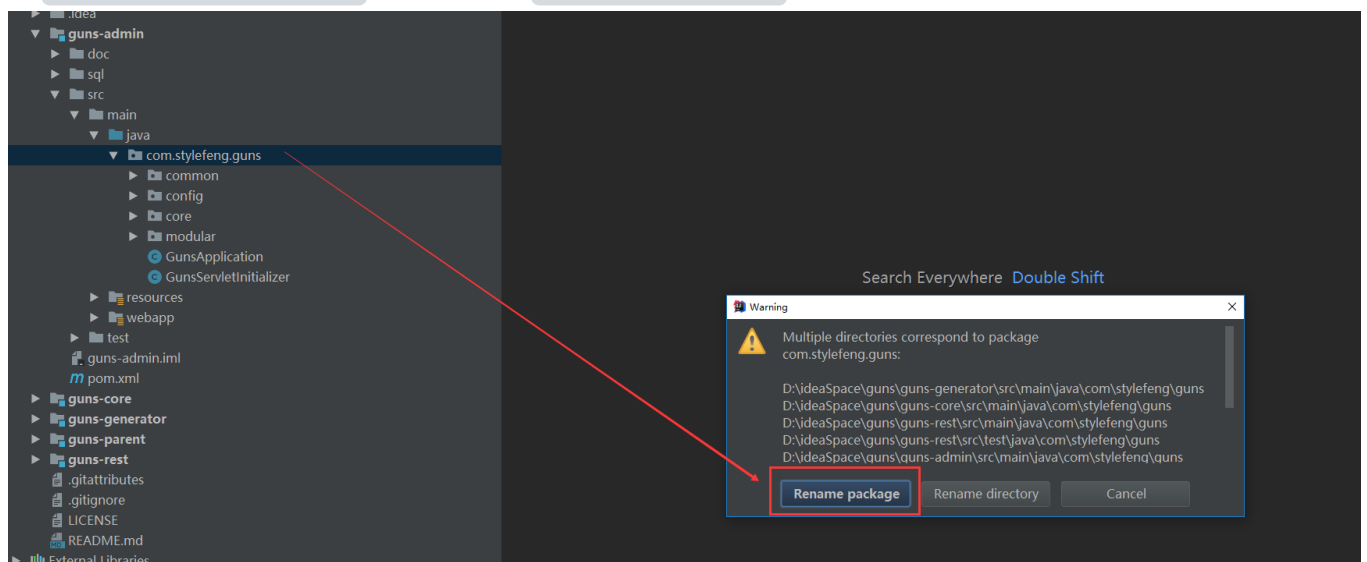 .idea
guns-admin
doc
sql
src
main
java
com.stylefeng.guns
common
config
core
modular
GunsApplication
GunsServletInitializer
resources
webapp
test
guns-admin.iml
pom.xml
guns-core
guns-generator
guns-parent
guns-rest
.gitattributes
.gitignore
LICENSE
README.md
External Libraries
Search Everywhere Double Shift
Warning
Multiple directories correspond to package
com.stylefeng.guns:
D:\ideaSpace\guns\guns-generator\src\main\java\com\stylefeng\guns
D:\ideaSpace\guns\guns-core\src\main\java\com\stylefeng\guns
D:\ideaSpace\guns\guns-rest\src\main\java\com\stylefeng\guns
D:\ideaSpace\guns\guns-rest\src\test\java\com\stylefeng\guns
D:\ideaSpace\guns\guns-admin\src\main\java\com\stylefeng\guns
Rename package Rename directory Cancel